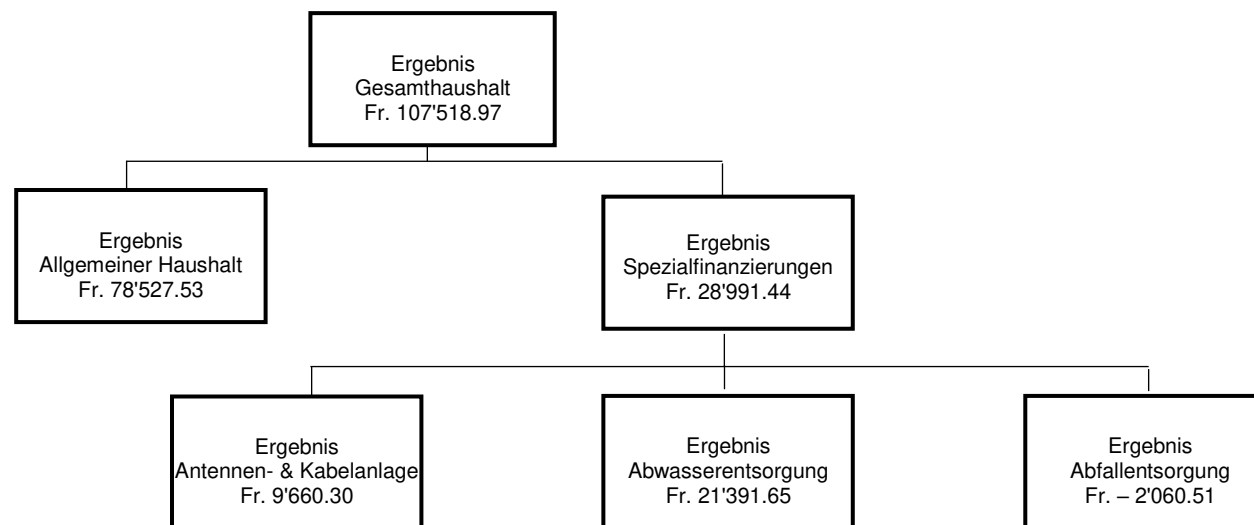 Ergebnis
Gesamthaushalt
Fr. 107'518.97
Ergebnis
Allgemeiner Haushalt
Fr. 78'527.53
Ergebnis
Spezialfinanzierungen
Fr. 28'991.44
Ergebnis
Antennen- & Kabelanlage
Fr. 9'660.30
Ergebnis
Abwasserentsorgung
Fr. 21'391.65
Ergebnis
Abfallentsorgung
Fr. – 2'060.51